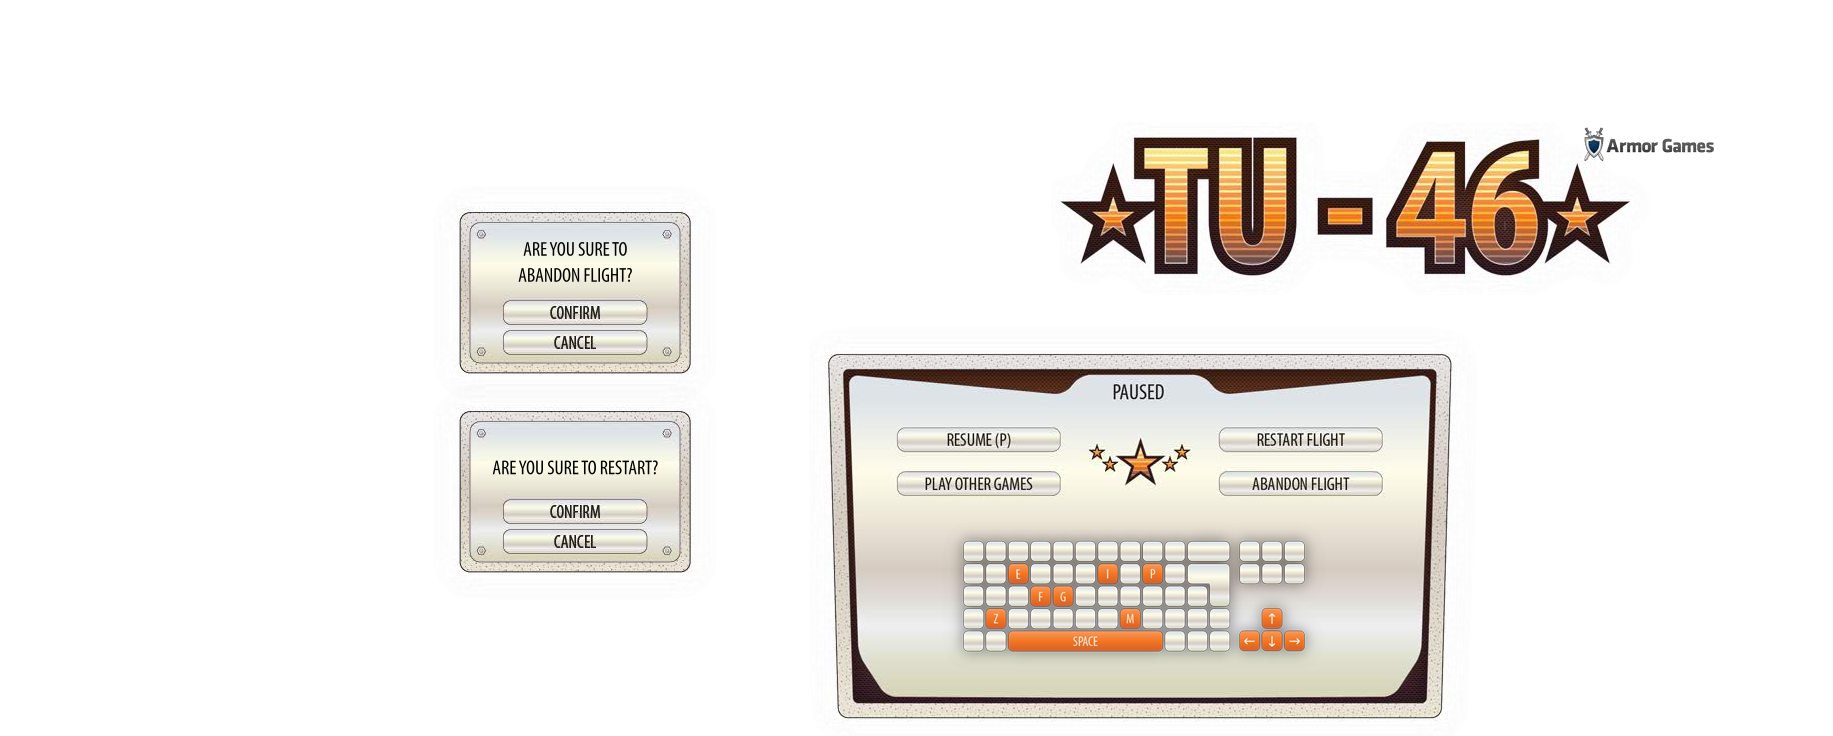 TU - 46
Armor Games
ARE YOU SURE TO
ABANDON FLIGHT?
CONFIRM
CANCEL
ARE YOU SURE TO RESTART?
CONFIRM
CANCEL
PAUSED
RESUME (P)
RESTART FLIGHT
PLAY OTHER GAMES
ABANDON FLIGHT
E I P
F G
Z M ↑
SPACE ← ↓ →